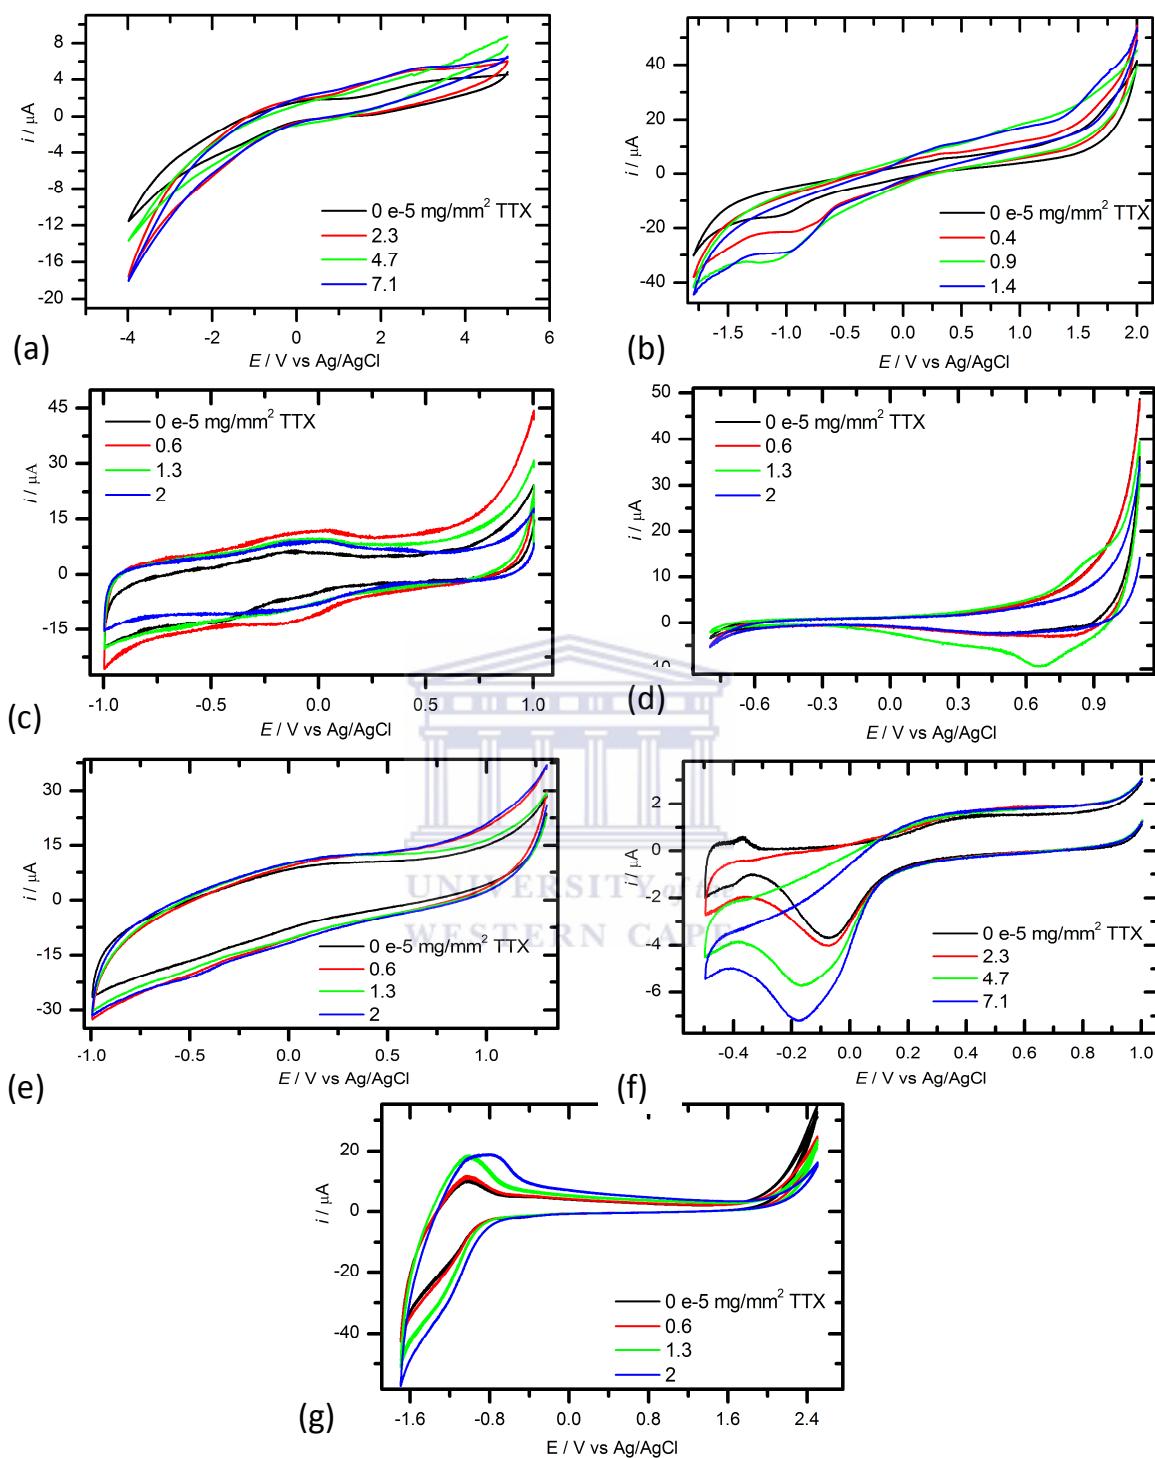 8
4
0
-4
-8
-12
-16
-20
i / μA
0 e-5 mg/mm² TTX
2.3
4.7
7.1
-4 -2 0 2 4 6
E / V vs Ag/AgCl
(a)
40
20
0
-20
-40
i / μA
0 e-5 mg/mm² TTX
0.4
0.9
1.4
-1.5 -1.0 -0.5 0.0 0.5 1.0 1.5 2.0
E / V vs Ag/AgCl
(b)
45
30
15
0
-15
i / μA
0 e-5 mg/mm² TTX
0.6
1.3
2
-1.0 -0.5 0.0 0.5 1.0
E / V vs Ag/AgCl
(c)
50
40
30
20
10
0
10
i / μA
0 e-5 mg/mm² TTX
0.6
1.3
2
-0.6 -0.3 0.0 0.3 0.6 0.9
E / V vs Ag/AgCl
(d)
30
15
0
-15
-30
i / μA
0 e-5 mg/mm² TTX
0.6
1.3
2
-1.0 -0.5 0.0 0.5 1.0
E / V vs Ag/AgCl
(e)
2
0
-2
-4
-6
i / μA
0 e-5 mg/mm² TTX
2.3
4.7
7.1
-0.4 -0.2 0.0 0.2 0.4 0.6 0.8 1.0
E / V vs Ag/AgCl
(f)
UNIVERSITY of the
WESTERN CAPE
20
0
-20
-40
i / μA
0 e-5 mg/mm² TTX
0.6
1.3
2
-1.6 -0.8 0.0 0.8 1.6 2.4
E / V vs Ag/AgCl
(g)